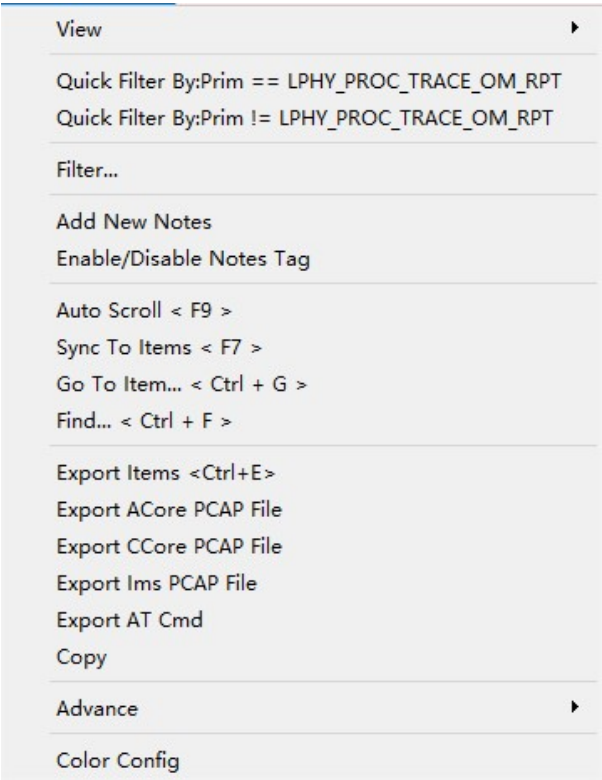 View
Quick Filter By:Prim == LPHY_PROC_TRACE_OM_RPT
Quick Filter By:Prim != LPHY_PROC_TRACE_OM_RPT
Filter...
Add New Notes
Enable/Disable Notes Tag
Auto Scroll < F9 >
Sync To Items < F7 >
Go To Item... < Ctrl + G >
Find... < Ctrl + F >
Export Items <Ctrl+E>
Export ACore PCAP File
Export CCore PCAP File
Export Ims PCAP File
Export AT Cmd
Copy
Advance
Color Config